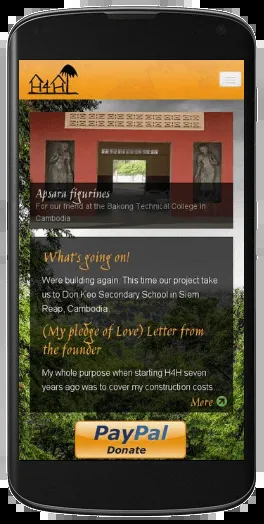 H4H
Apsara figurines
For our friend at the Bakong Technical College in
Cambodia
What's going on!
Were building again. This time our project take
us to Don Keo Secondary School in Siem
Reap, Cambodia.
(My pledge of Love) Letter from
the founder
My whole purpose when starting H4H seven
years ago was to cover my construction costs
More
PayPal
Donate